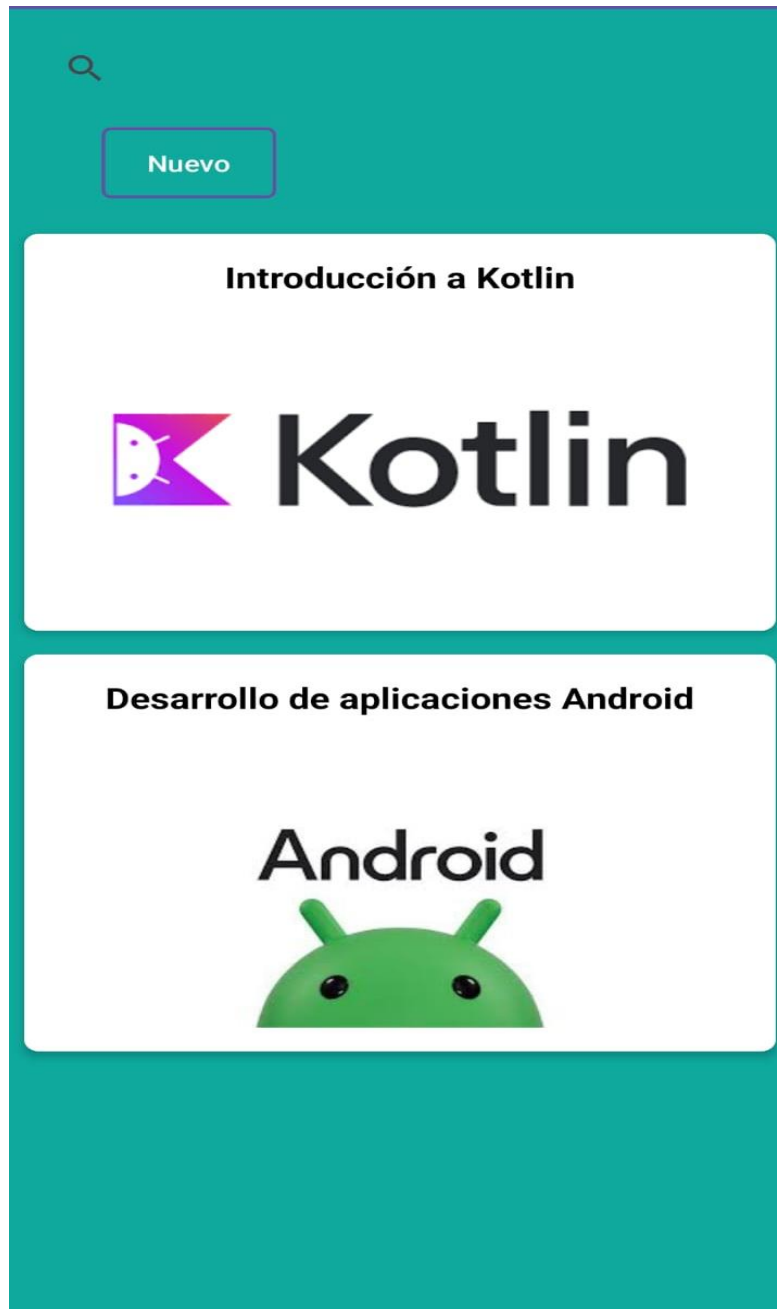 Nuevo
Introducción a Kotlin
Kotlin
Desarrollo de aplicaciones Android
Android